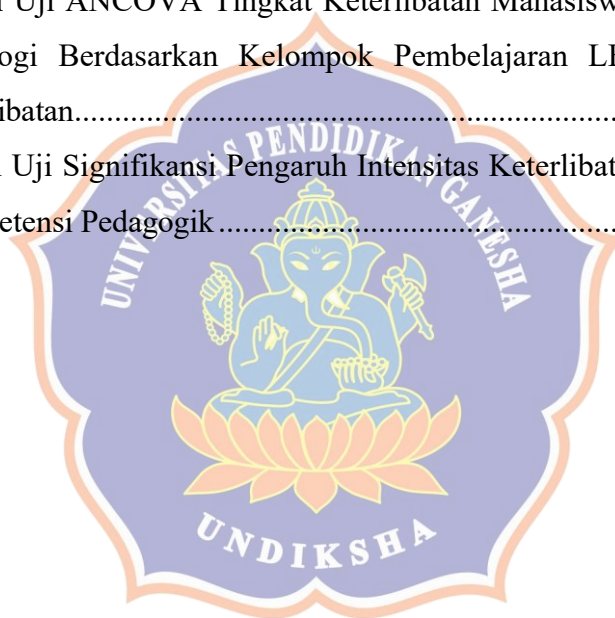 Uji ANCOVA Tingkat Keterlibatan Mahasisw
ogi Berdasarkan Kelompok Pembelajaran
ibatan...............................................................
Uji Signifikansi Pengaruh Intensitas Keterlibat
etensi Pedagogik.................................................
UNIVERSITAS PENDIDIKAN GANESHA
UNDIKSHA